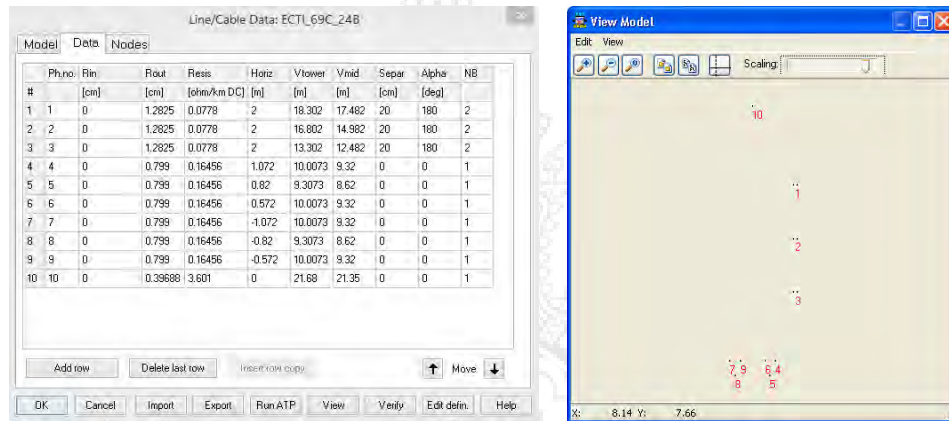 Line/Cable Data: ECTI_69C_24B
Model Data Nodes
Ph.no. Rin Rout Resis Horiz Vtower Vmid Separ Alpha NB
# [cm] [cm] [ohm/km DC] [m] [m] [m] [cm] [deg]
1 1 0 1.2825 0.0778 2 18.302 17.482 20 180 2
2 2 0 1.2825 0.0778 2 16.802 14.982 20 180 2
3 3 0 1.2825 0.0778 2 13.302 12.482 20 180 2
4 4 0 0.799 0.16456 1.072 10.0073 9.32 0 0 1
5 5 0 0.799 0.16456 0.82 9.3073 8.62 0 0 1
6 6 0 0.799 0.16456 0.572 10.0073 9.32 0 0 1
7 7 0 0.799 0.16456 -1.072 10.0073 9.32 0 0 1
8 8 0 0.799 0.16456 -0.82 9.3073 8.62 0 0 1
9 9 0 0.799 0.16456 -0.572 10.0073 9.32 0 0 1
10 10 0 0.39688 3.601 0 21.68 21.35 0 0 1
Add row Delete last row Insert row copy Move
OK Cancel Import Export Run ATP View Verify Edit defin. Help
View Model
Edit View
Scaling:
10
1
2
3
7 9 6 4
8 5
X: 8.14 Y: 7.66